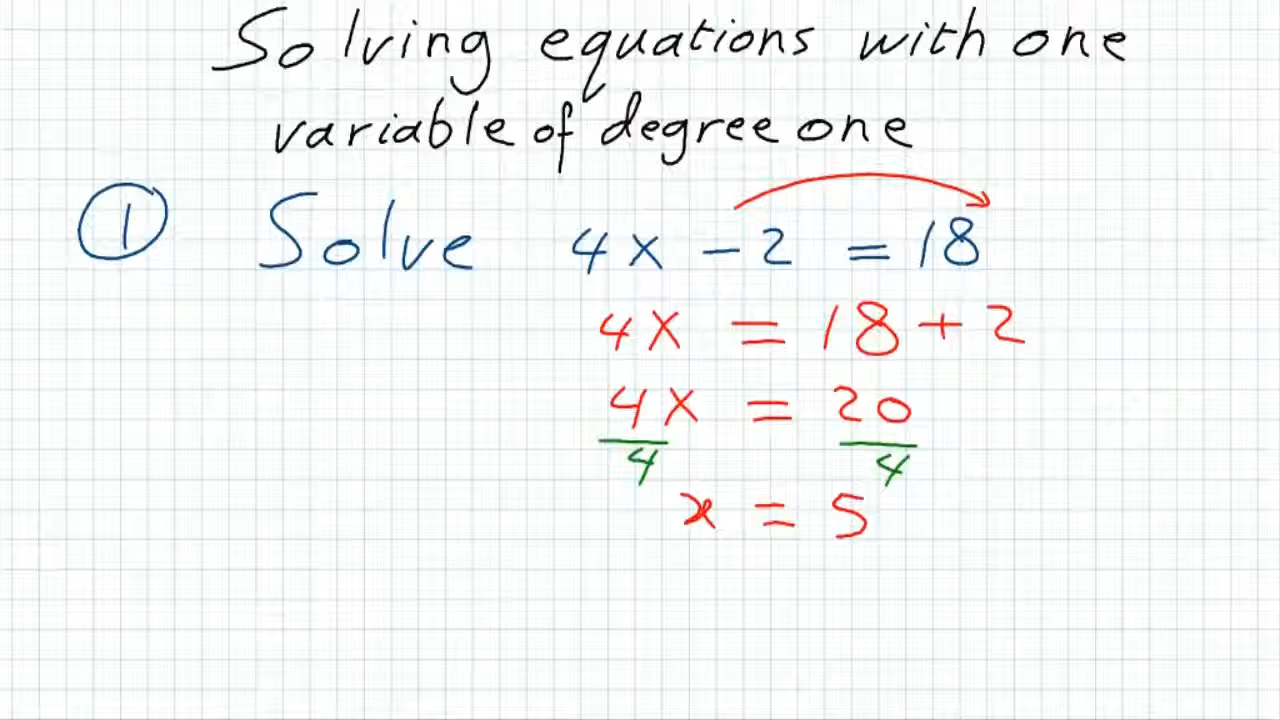 Solving equations with one
variable of degree one
① Solve 4x - 2 = 18
4x = 18 + 2
4x = 20
4 4
x = 5